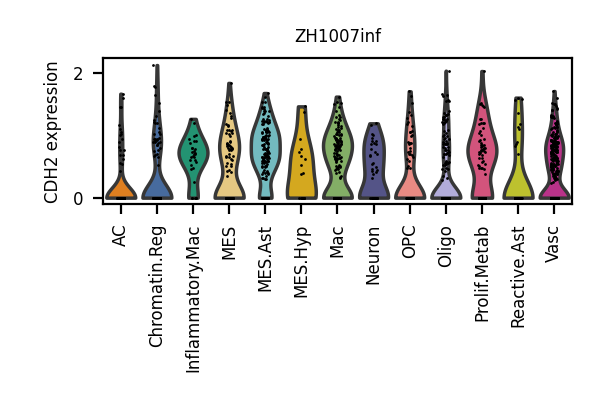 ZH1007inf
CDH2 expression
2
0
AC
Chromatin.Reg
Inflammatory.Mac
MES
MES.Ast
MES.Hyp
Mac
Neuron
OPC
Oligo
Prolif.Metab
Reactive.Ast
Vasc